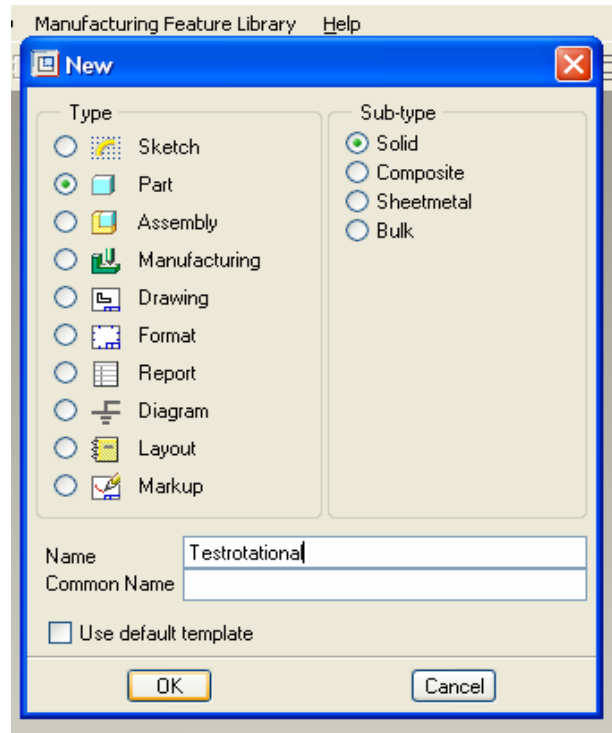 Manufacturing Feature Library Help
New
Type
Sketch
Part
Assembly
Manufacturing
Drawing
Format
Report
Diagram
Layout
Markup
Sub-type
Solid
Composite
Sheetmetal
Bulk
Name Testrotational
Common Name
Use default template
OK Cancel